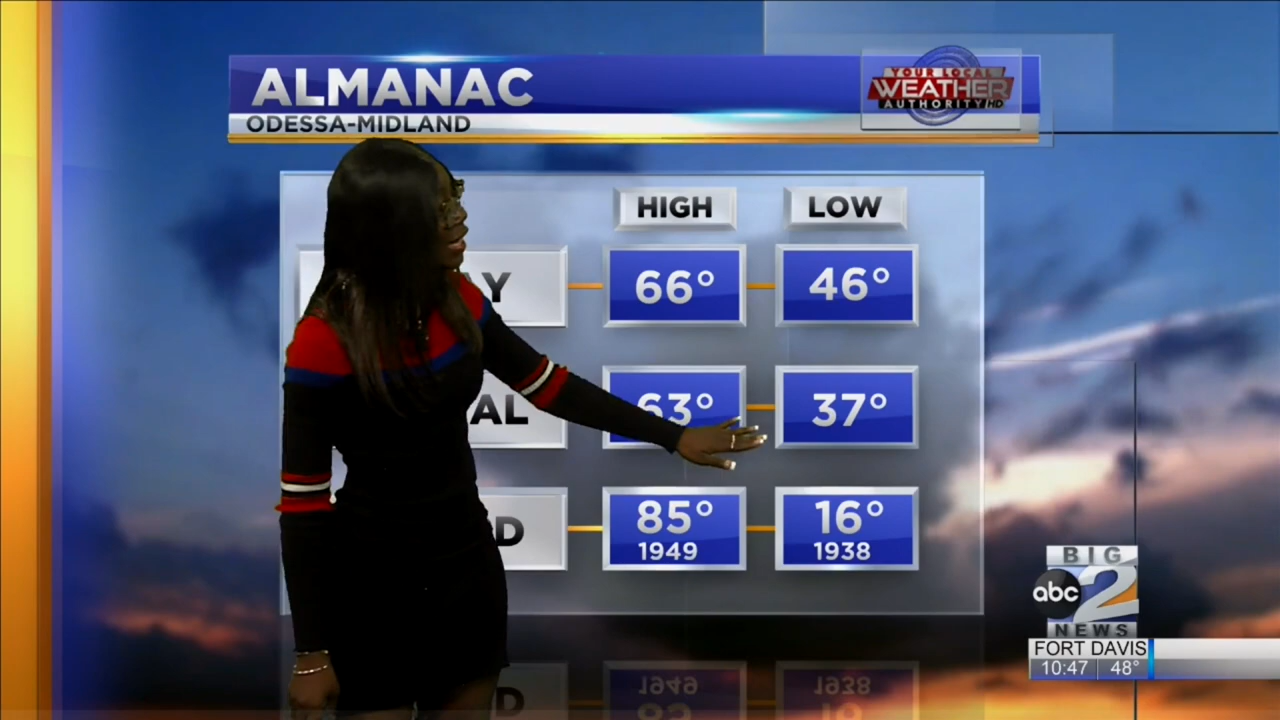 ALMANAC
ODESSA-MIDLAND
YOUR LOCAL
WEATHER
AUTHORITY HD
HIGH LOW
Y 66° 46°
AL 63° 37°
D 85° 16°
1949 1938
BIG
abc 2
NEWS
FORT DAVIS
10:47 48°